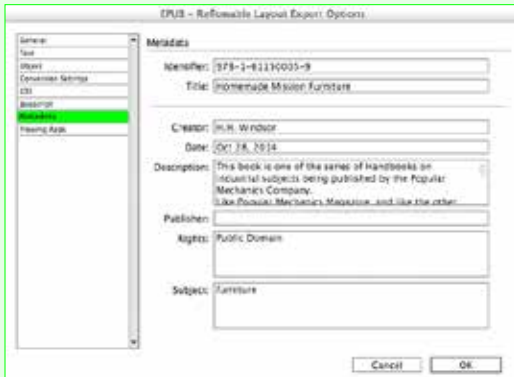 EPUB - Reflowable Layout Export Options
General
Text
Object
Conversion Settings
CSS
JavaScript
Metadata
Viewing Apps
Metadata
Identifier: 978-1-61150035-9
Title: Homemade Mission Furniture
Creator: H.H. Windsor
Date: Oct 28, 2014
Description: This book is one of the series of Handbooks on
industrial subjects being published by the Popular
Mechanics Company.
Like Popular Mechanics Magazine, and like the other
Publisher:
Rights: Public Domain
Subject: Furniture
Cancel
OK